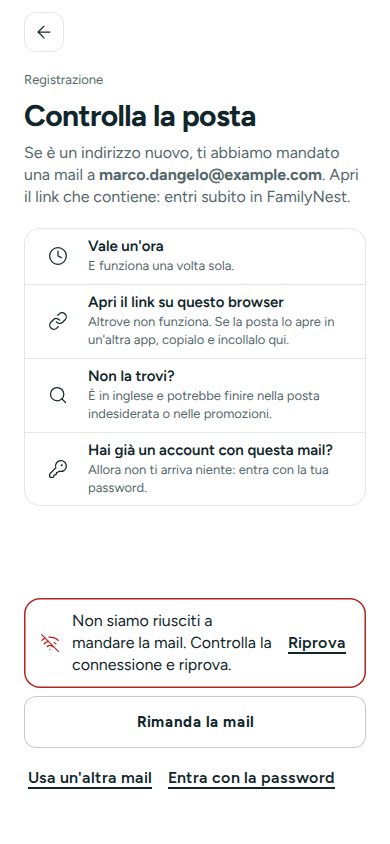 Registrazione
Controlla la posta
Se è un indirizzo nuovo, ti abbiamo mandato
una mail a marco.dangelo@example.com. Apri
il link che contiene: entri subito in FamilyNest.
Vale un'ora
E funziona una volta sola.
Apri il link su questo browser
Altrove non funziona. Se la posta lo apre in
un'altra app, copialo e incollalo qui.
Non la trovi?
È in inglese e potrebbe finire nella posta
indesiderata o nelle promozioni.
Hai già un account con questa mail?
Allora non ti arriva niente: entra con la tua
password.
Non siamo riusciti a
mandare la mail. Controlla la
connessione e riprova.
Riprova
Rimanda la mail
Usa un'altra mail
Entra con la password